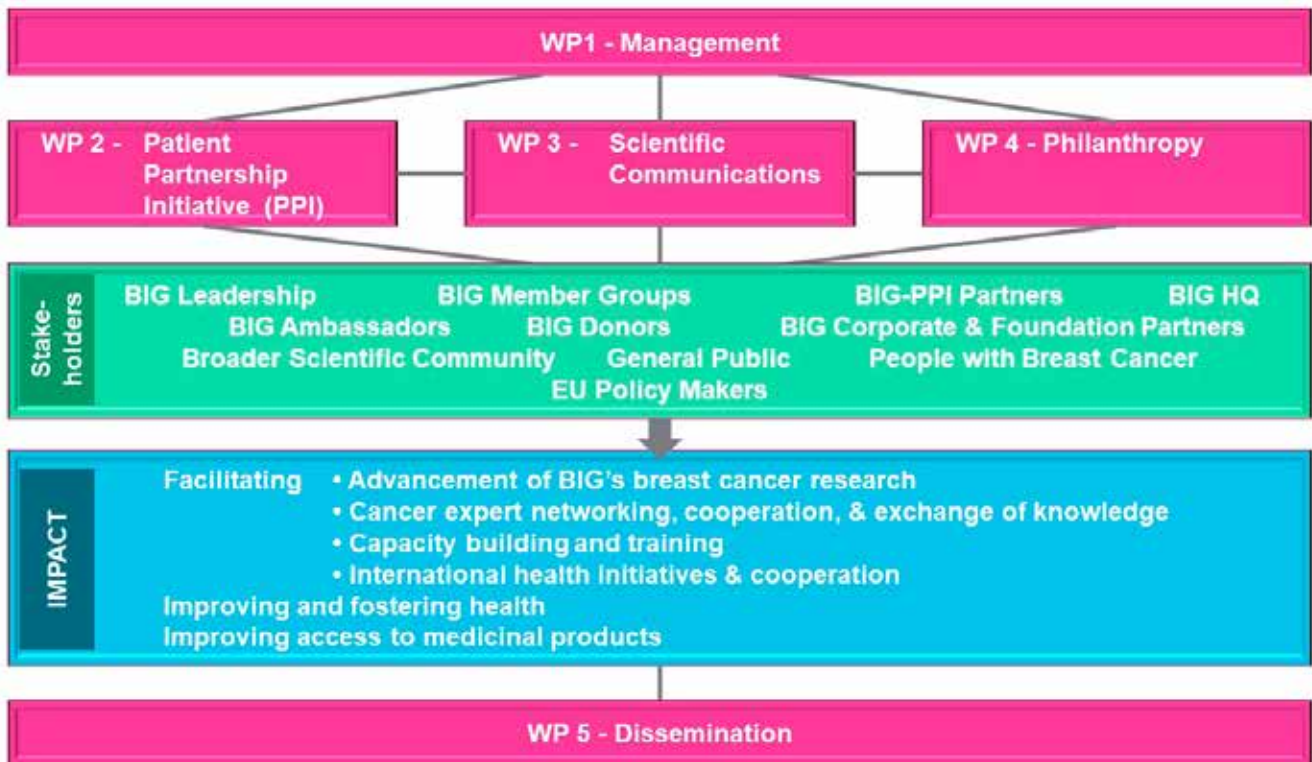 WP1 - Management
WP 2 - Patient
Partnership
Initiative (PPI)
WP 3 - Scientific
Communications
WP 4 - Philanthropy
Stake-
holders
BIG Leadership BIG Member Groups BIG-PPI Partners BIG HQ
BIG Ambassadors BIG Donors BIG Corporate & Foundation Partners
Broader Scientific Community General Public People with Breast Cancer
EU Policy Makers
IMPACT
Facilitating • Advancement of BIG's breast cancer research
• Cancer expert networking, cooperation, & exchange of knowledge
• Capacity building and training
• International health initiatives & cooperation
Improving and fostering health
Improving access to medicinal products
WP 5 - Dissemination